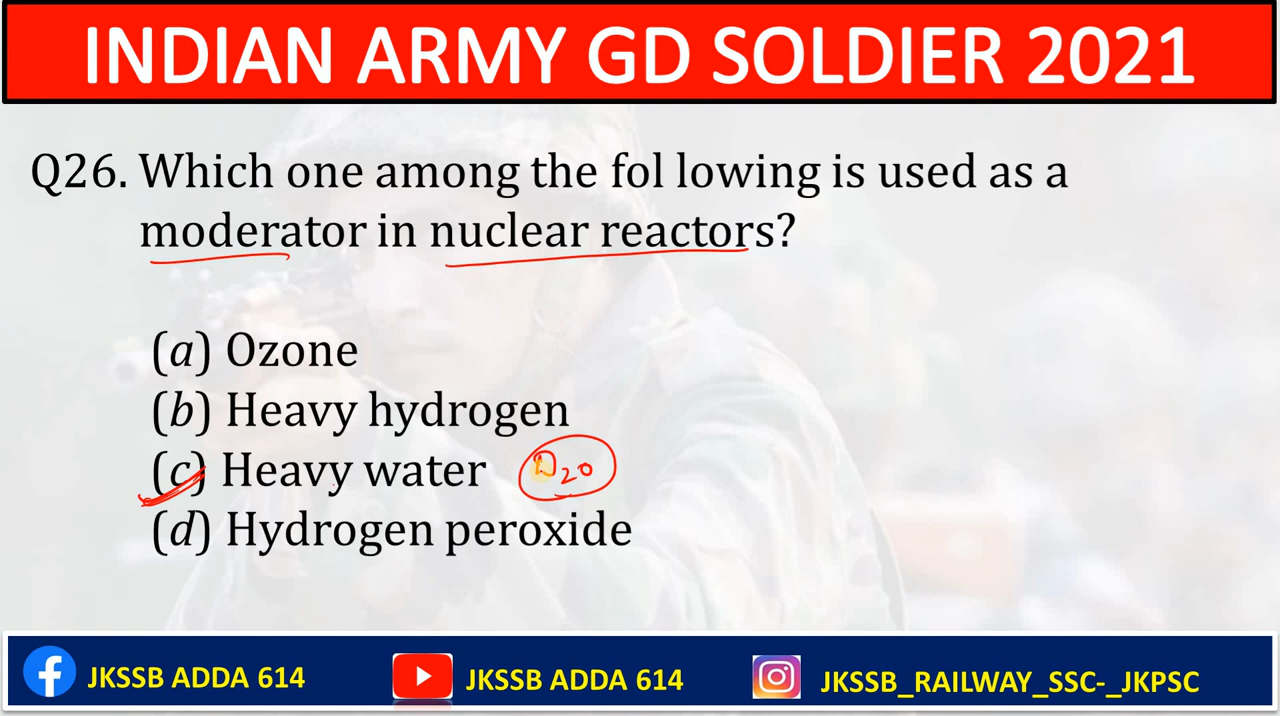 INDIAN ARMY GD SOLDIER 2021
Q26. Which one among the fol lowing is used as a
moderator in nuclear reactors?
(a) Ozone
(b) Heavy hydrogen
(c) Heavy water D20
(d) Hydrogen peroxide
JKSSB ADDA 614 JKSSB ADDA 614 JKSSB_RAILWAY_SSC-_JKPSC